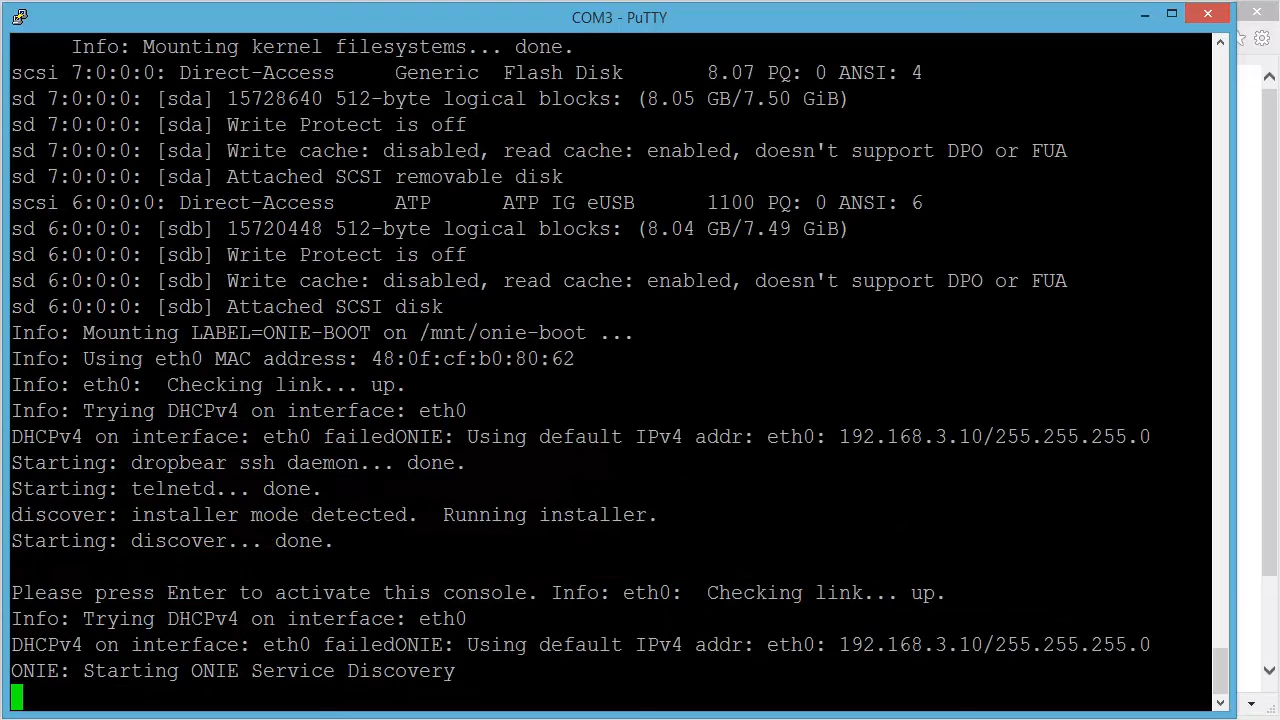 COM3 - PuTTY
Info: Mounting kernel filesystems... done.
scsi 7:0:0:0: Direct-Access     Generic  Flash Disk       8.07 PQ: 0 ANSI: 4
sd 7:0:0:0: [sda] 15728640 512-byte logical blocks: (8.05 GB/7.50 GiB)
sd 7:0:0:0: [sda] Write Protect is off
sd 7:0:0:0: [sda] Write cache: disabled, read cache: enabled, doesn't support DPO or FUA
sd 7:0:0:0: [sda] Attached SCSI removable disk
scsi 6:0:0:0: Direct-Access     ATP      ATP IG eUSB      1100 PQ: 0 ANSI: 6
sd 6:0:0:0: [sdb] 15720448 512-byte logical blocks: (8.04 GB/7.49 GiB)
sd 6:0:0:0: [sdb] Write Protect is off
sd 6:0:0:0: [sdb] Write cache: disabled, read cache: enabled, doesn't support DPO or FUA
sd 6:0:0:0: [sdb] Attached SCSI disk
Info: Mounting LABEL=ONIE-BOOT on /mnt/onie-boot ...
Info: Using eth0 MAC address: 48:0f:cf:b0:80:62
Info: eth0:  Checking link... up.
Info: Trying DHCPv4 on interface: eth0
DHCPv4 on interface: eth0 failedONIE: Using default IPv4 addr: eth0: 192.168.3.10/255.255.255.0
Starting: dropbear ssh daemon... done.
Starting: telnetd... done.
discover: installer mode detected.  Running installer.
Starting: discover... done.
Please press Enter to activate this console. Info: eth0:  Checking link... up.
Info: Trying DHCPv4 on interface: eth0
DHCPv4 on interface: eth0 failedONIE: Using default IPv4 addr: eth0: 192.168.3.10/255.255.255.0
ONIE: Starting ONIE Service Discovery